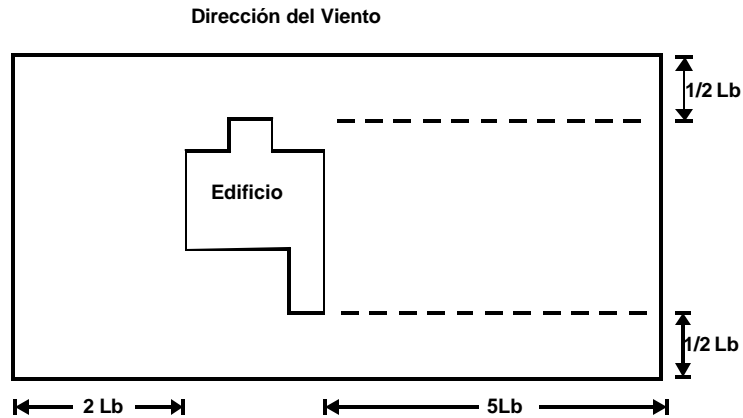 Dirección del Viento
1/2 Lb
Edificio
1/2 Lb
2 Lb
5Lb